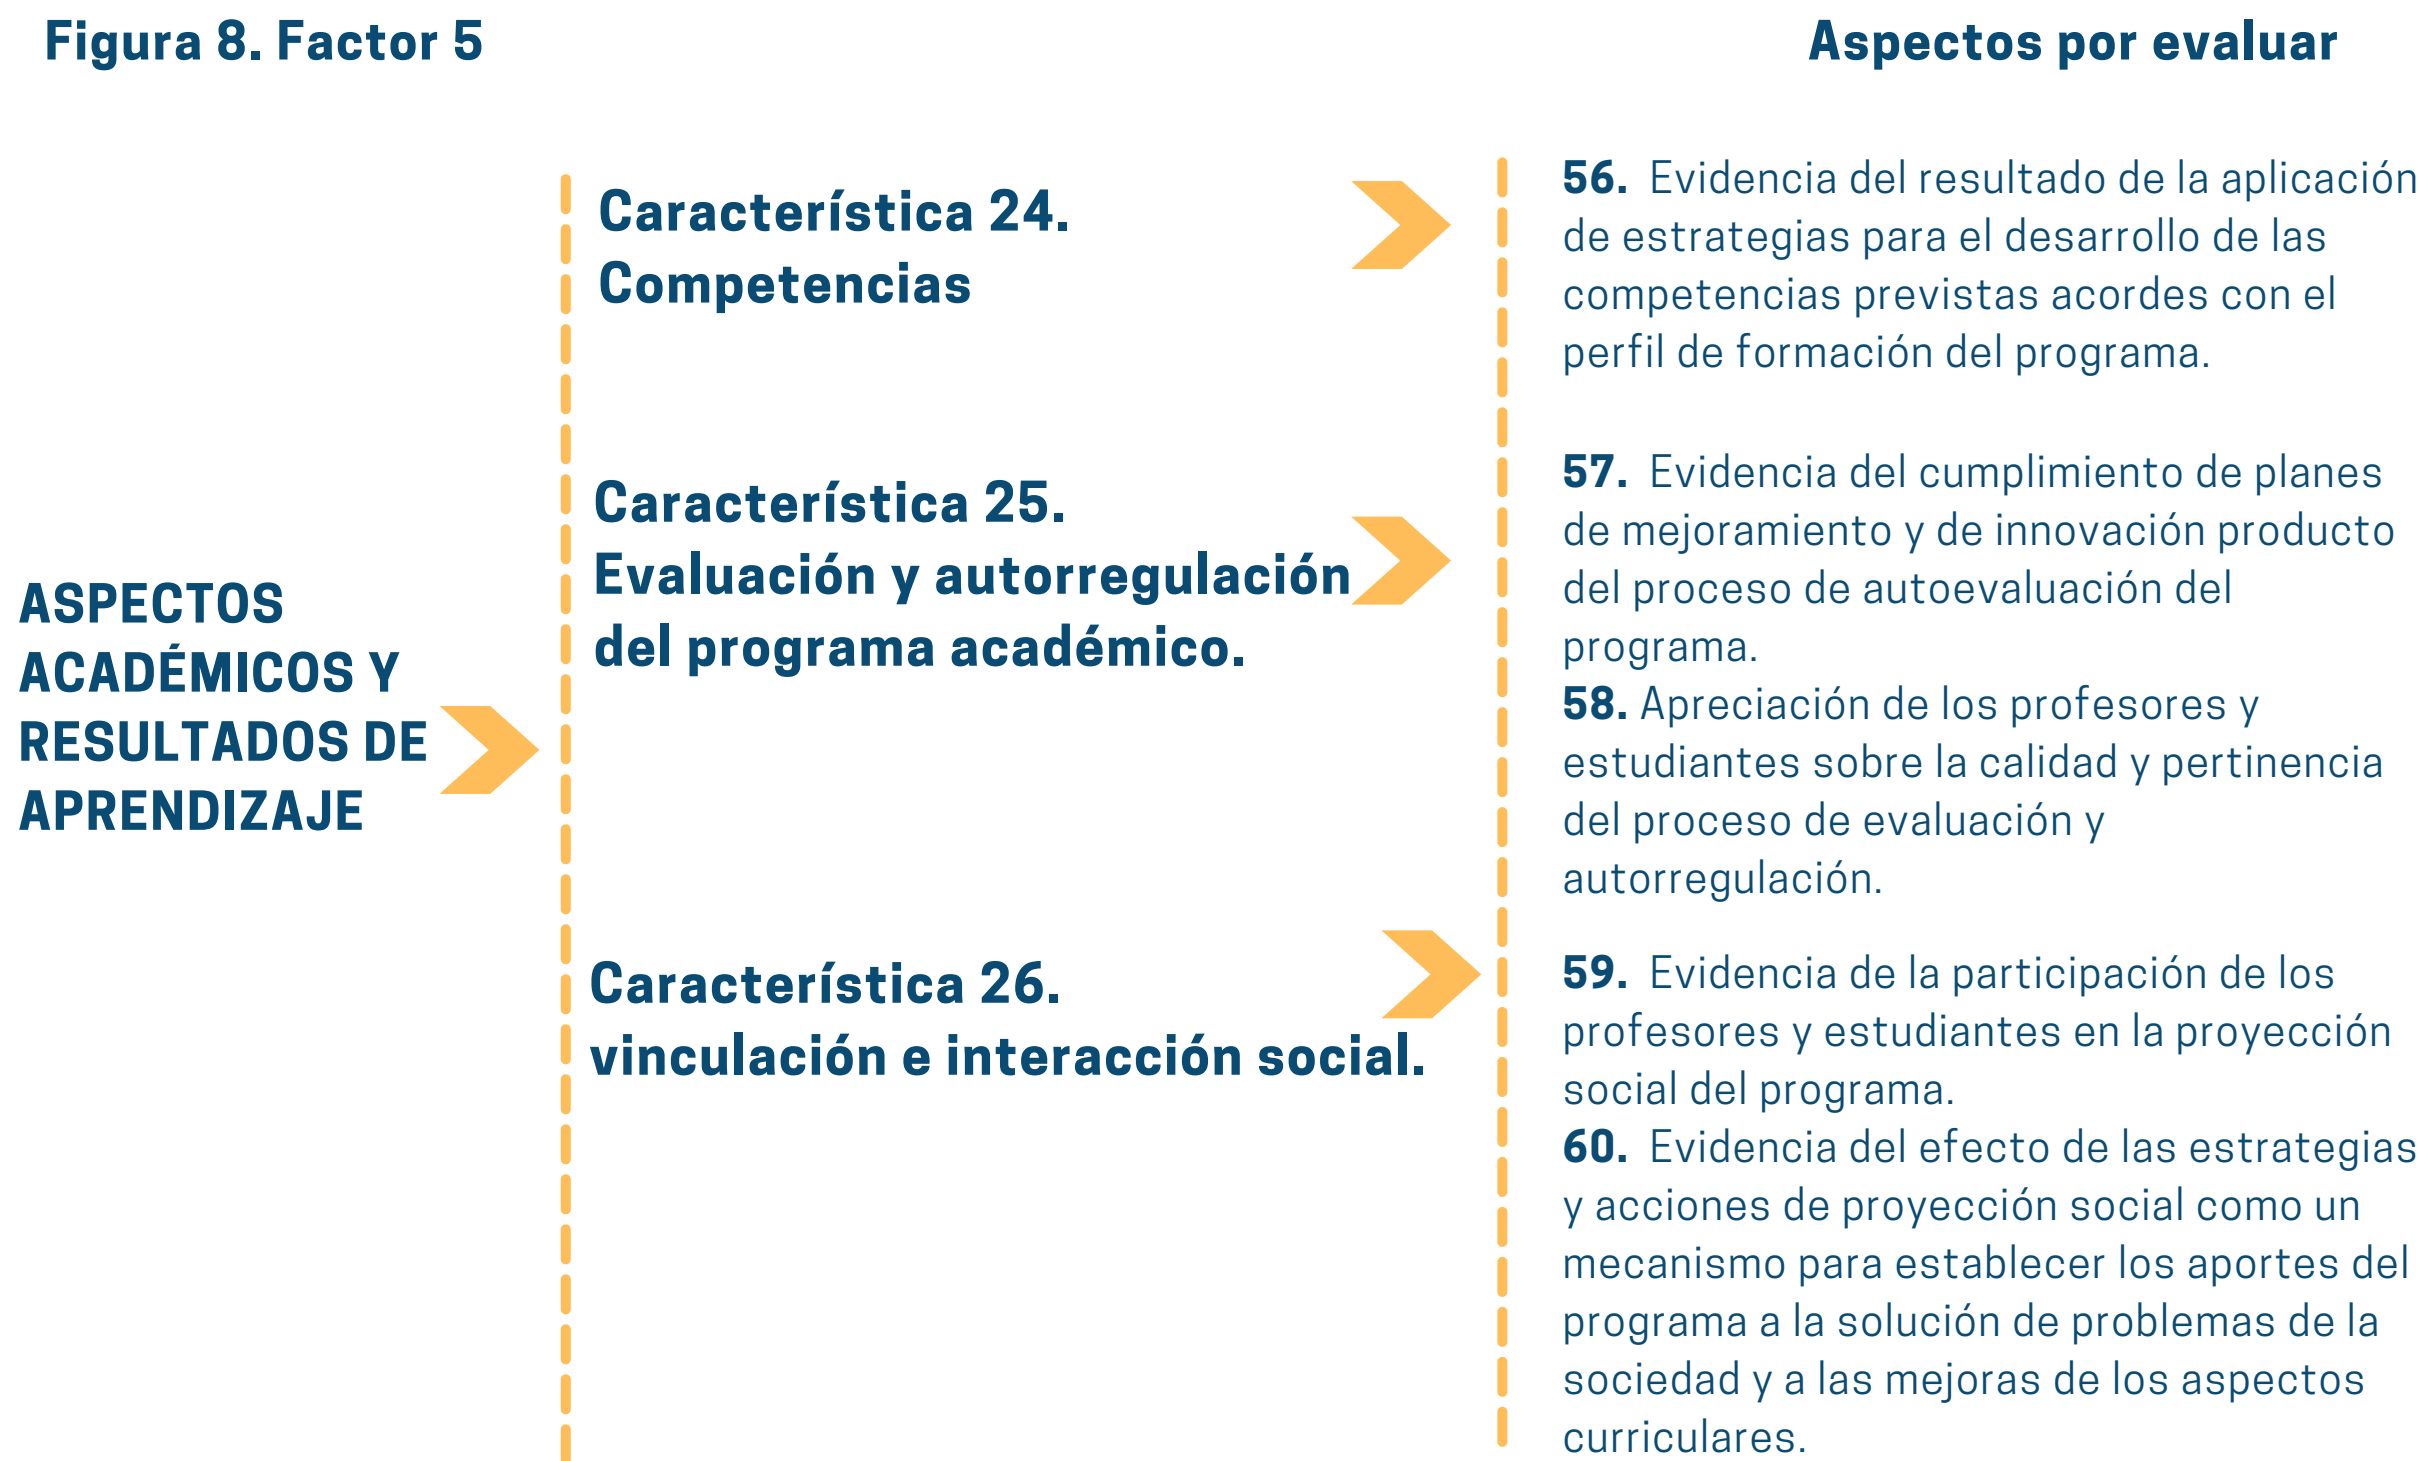 Figura 8. Factor 5
Aspectos por evaluar
ASPECTOS
ACADÉMICOS Y
RESULTADOS DE
APRENDIZAJE
Característica 24.
Competencias
56. Evidencia del resultado de la aplicación
de estrategias para el desarrollo de las
competencias previstas acordes con el
perfil de formación del programa.
Característica 25.
Evaluación y autorregulación
del programa académico.
57. Evidencia del cumplimiento de planes
de mejoramiento y de innovación producto
del proceso de autoevaluación del
programa.
58. Apreciación de los profesores y
estudiantes sobre la calidad y pertinencia
del proceso de evaluación y
autorregulación.
Característica 26.
vinculación e interacción social.
59. Evidencia de la participación de los
profesores y estudiantes en la proyección
social del programa.
60. Evidencia del efecto de las estrategias
y acciones de proyección social como un
mecanismo para establecer los aportes del
programa a la solución de problemas de la
sociedad y a las mejoras de los aspectos
curriculares.